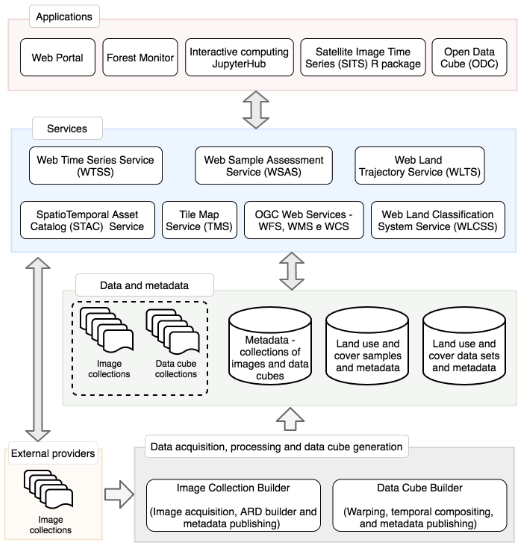 Applications
Web Portal
Forest Monitor
Interactive computing
JupyterHub
Satellite Image Time
Series (SITS) R package
Open Data
Cube (ODC)
Services
Web Time Series Service
(WTSS)
Web Sample Assessment
Service (WSAS)
Web Land
Trajectory Service (WLTS)
SpatioTemporal Asset
Catalog (STAC) Service
Tile Map
Service (TMS)
OGC Web Services -
WFS, WMS e WCS
Web Land Classification
System Service (WLCSS)
Data and metadata
Image
collections
Data cube
collections
Metadata -
collections of
images and data
cubes
Land use and
cover samples
and metadata
Land use and
cover data sets
and metadata
External providers
Image
collections
Data acquisition, processing and data cube generation
Image Collection Builder
(Image acquisition, ARD builder and
metadata publishing)
Data Cube Builder
(Warping, temporal compositing,
and metadata publishing)